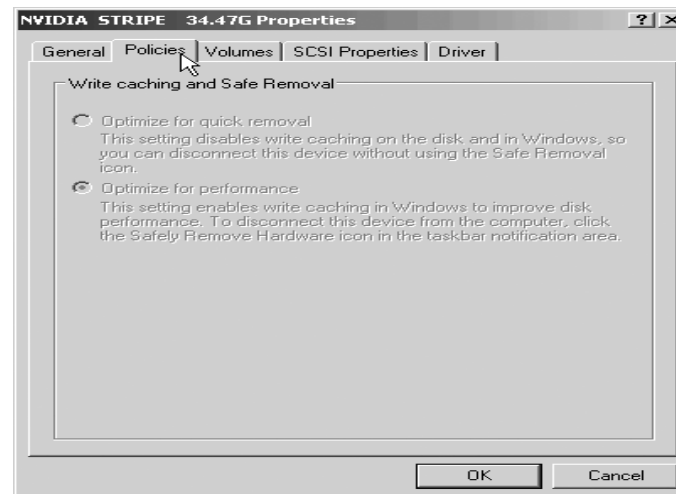 NVIDIA STRIPE 34.47G Properties
General Policies Volumes SCSI Properties Driver
Write caching and Safe Removal
Optimize for quick removal
This setting disables write caching on the disk and in Windows, so
you can disconnect this device without using the Safe Removal
icon.
Optimize for performance
This setting enables write caching in Windows to improve disk
performance. To disconnect this device from the computer, click
the Safely Remove Hardware icon in the taskbar notification area.
OK Cancel